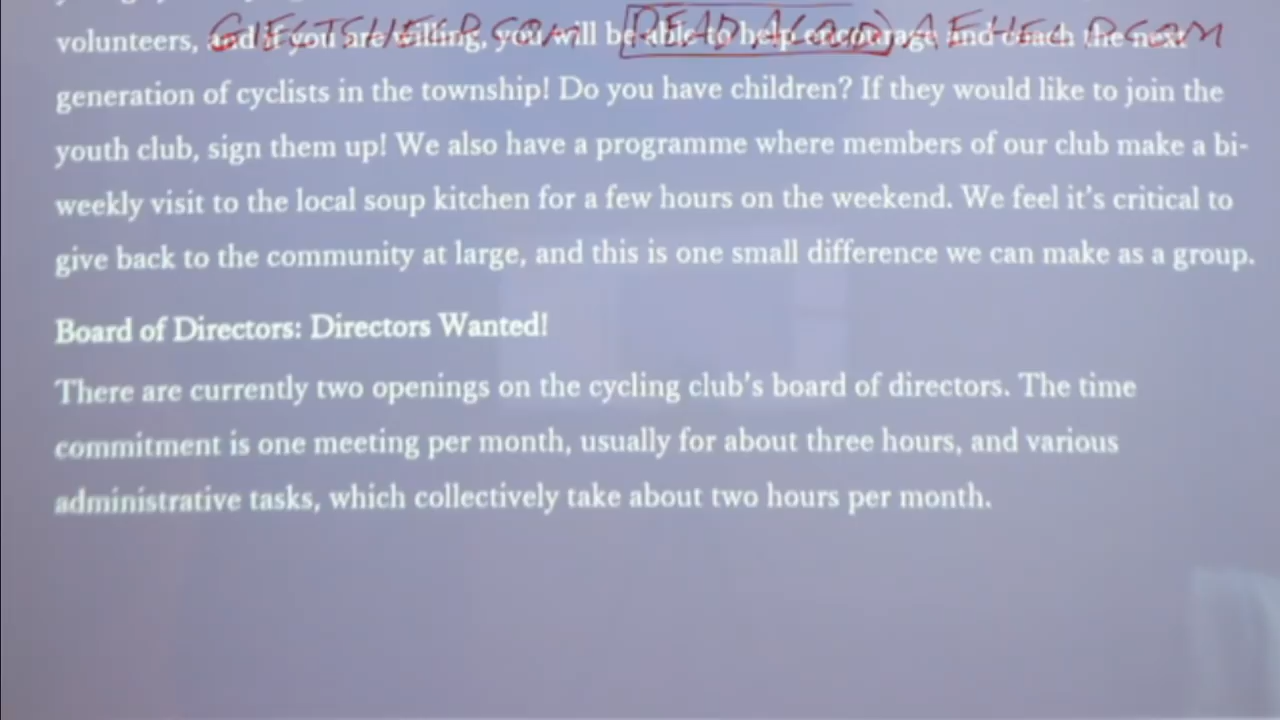 volunteers, and if you are willing, you will be able to help encourage and coach the next
GIELTSHELP.COM READ ALOUD AEHELP.COM
generation of cyclists in the township! Do you have children? If they would like to join the
youth club, sign them up! We also have a programme where members of our club make a bi-
weekly visit to the local soup kitchen for a few hours on the weekend. We feel it's critical to
give back to the community at large, and this is one small difference we can make as a group.
Board of Directors: Directors Wanted!
There are currently two openings on the cycling club's board of directors. The time
commitment is one meeting per month, usually for about three hours, and various
administrative tasks, which collectively take about two hours per month.